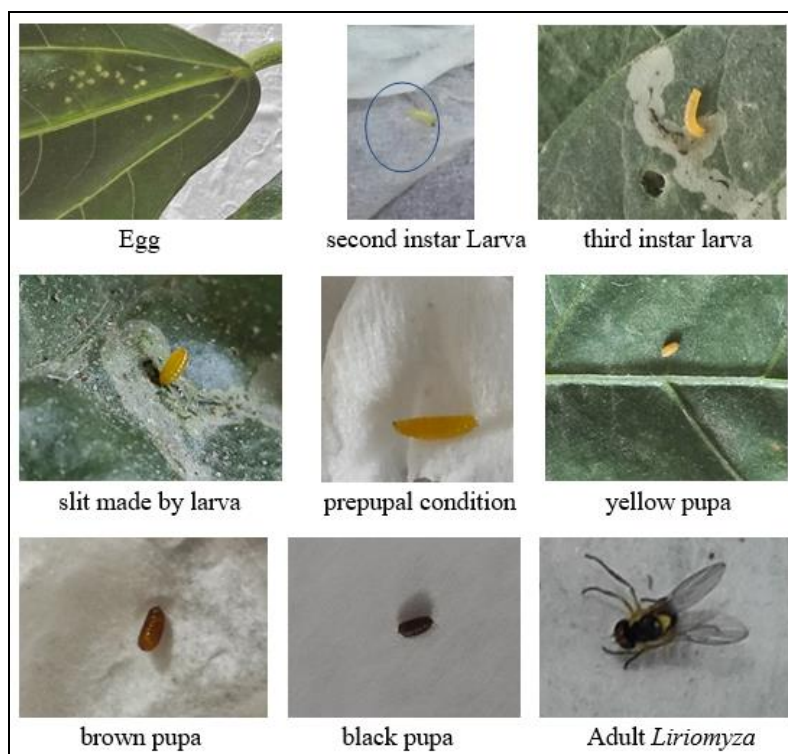 Egg
second instar Larva
third instar larva
slit made by larva
prepupal condition
yellow pupa
brown pupa
black pupa
Adult Liriomyza